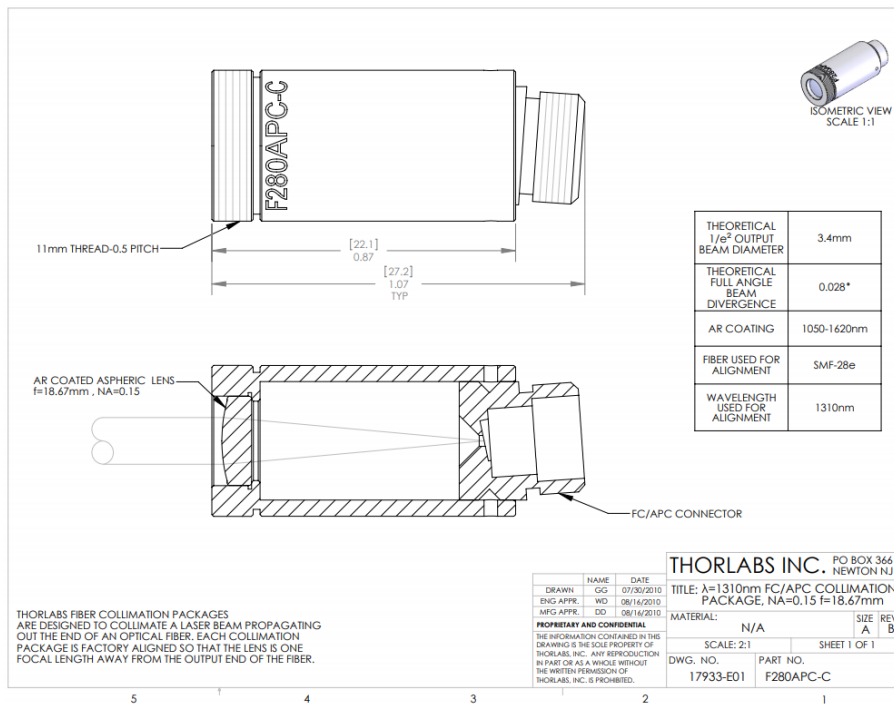 F280APC-C
ISOMETRIC VIEW
SCALE 1:1
11mm THREAD-0.5 PITCH
[22.1]
0.87
[27.2]
1.07
TYP
THEORETICAL
1/e² OUTPUT
BEAM DIAMETER
3.4mm
THEORETICAL
FULL ANGLE
BEAM
DIVERGENCE
0.028°
AR COATING
1050-1620nm
FIBER USED FOR
ALIGNMENT
SMF-28e
WAVELENGTH
USED FOR
ALIGNMENT
1310nm
AR COATED ASPHERIC LENS
f=18.67mm , NA=0.15
FC/APC CONNECTOR
THORLABS FIBER COLLIMATION PACKAGES
ARE DESIGNED TO COLLIMATE A LASER BEAM PROPAGATING
OUT THE END OF AN OPTICAL FIBER. EACH COLLIMATION
PACKAGE IS FACTORY ALIGNED SO THAT THE LENS IS ONE
FOCAL LENGTH AWAY FROM THE OUTPUT END OF THE FIBER.
NAME DATE
DRAWN GG 07/30/2010
ENG APPR. WD 08/16/2010
MFG APPR. DD 08/16/2010
PROPRIETARY AND CONFIDENTIAL
THE INFORMATION CONTAINED IN THIS
DRAWING IS THE SOLE PROPERTY OF
THORLABS, INC. ANY REPRODUCTION
IN PART OR AS A WHOLE WITHOUT
THE WRITTEN PERMISSION OF
THORLABS, INC. IS PROHIBITED.
THORLABS INC. PO BOX 366
NEWTON NJ
TITLE: λ=1310nm FC/APC COLLIMATION
PACKAGE, NA=0.15 f=18.67mm
MATERIAL:
N/A
SIZE
A
REV
B
SCALE: 2:1
SHEET 1 OF 1
DWG. NO.
17933-E01
PART NO.
F280APC-C
5 4 3 2 1